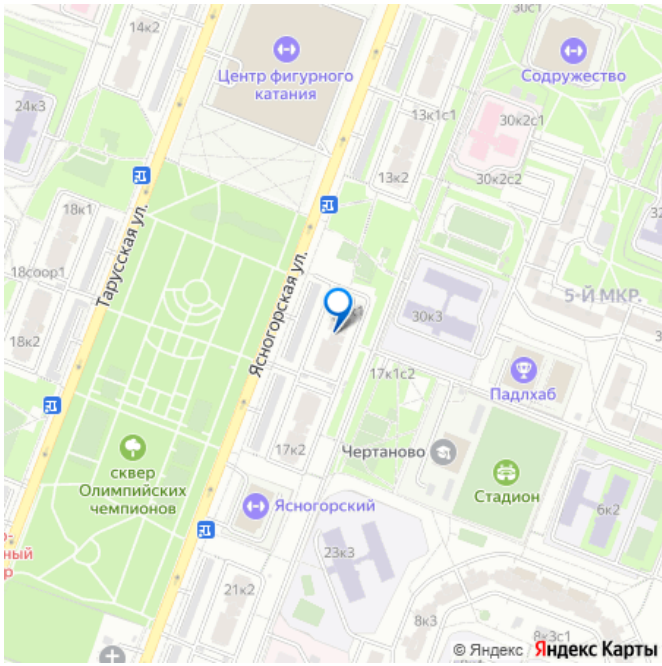 30с1
14к2
Центр фигурного
катания
Содружество
24к3
13к1с1
30к2с1
13к2
30к2с2
32
18к1
Тарусская ул.
Ясногорская ул.
18соор1
5-Й МКР.
30к3
18к2
3
17к1с2
Падлхаб
17к2
Чертаново
сквер
Олимпийских
чемпионов
Стадион
Ясногорский
6к2
о-
ный
р
23к3
21к2
8к3
8к3с1
© Яндекс Яндекс Карты